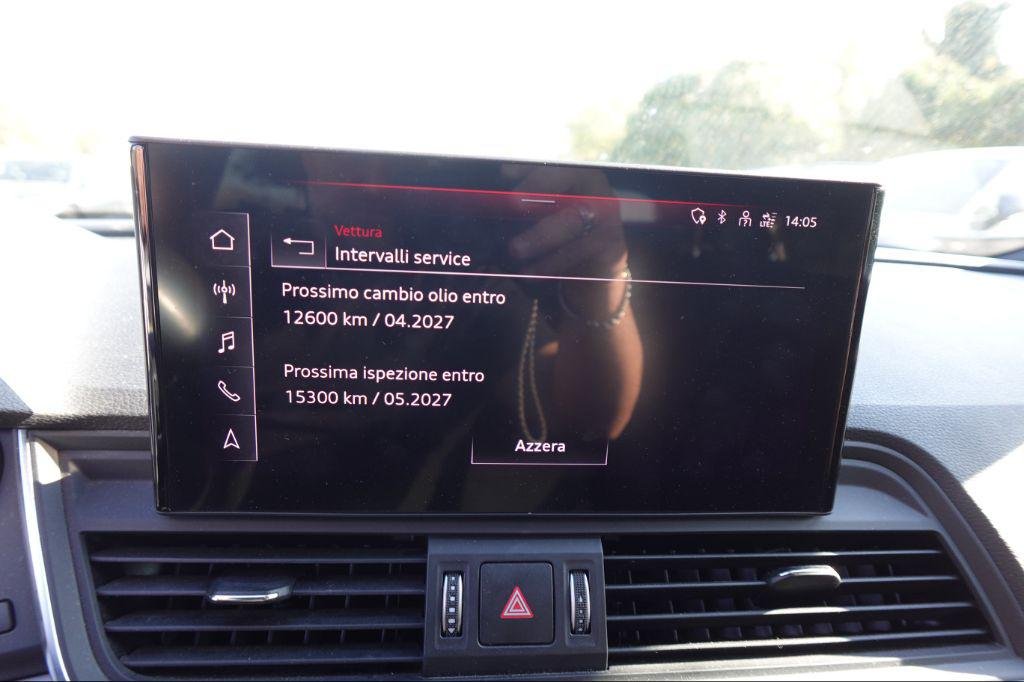 LTE
14:05
Vettura
Intervalli service
Prossimo cambio olio entro
12600 km / 04.2027
Prossima ispezione entro
15300 km / 05.2027
Azzera